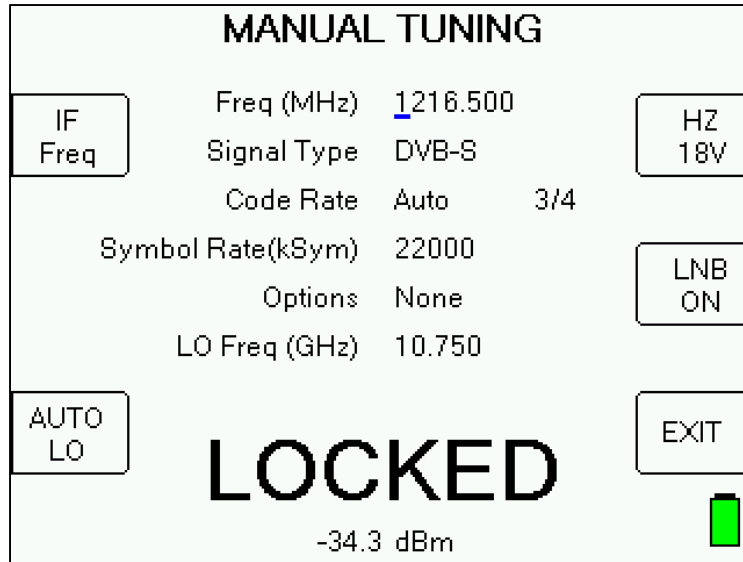 MANUAL TUNING
IF
Freq
Freq (MHz) 1216.500
Signal Type DVB-S
Code Rate Auto 3/4
Symbol Rate(kSym) 22000
Options None
LO Freq (GHz) 10.750
HZ
18V
LNB
ON
AUTO
LO
EXIT
LOCKED
-34.3 dBm